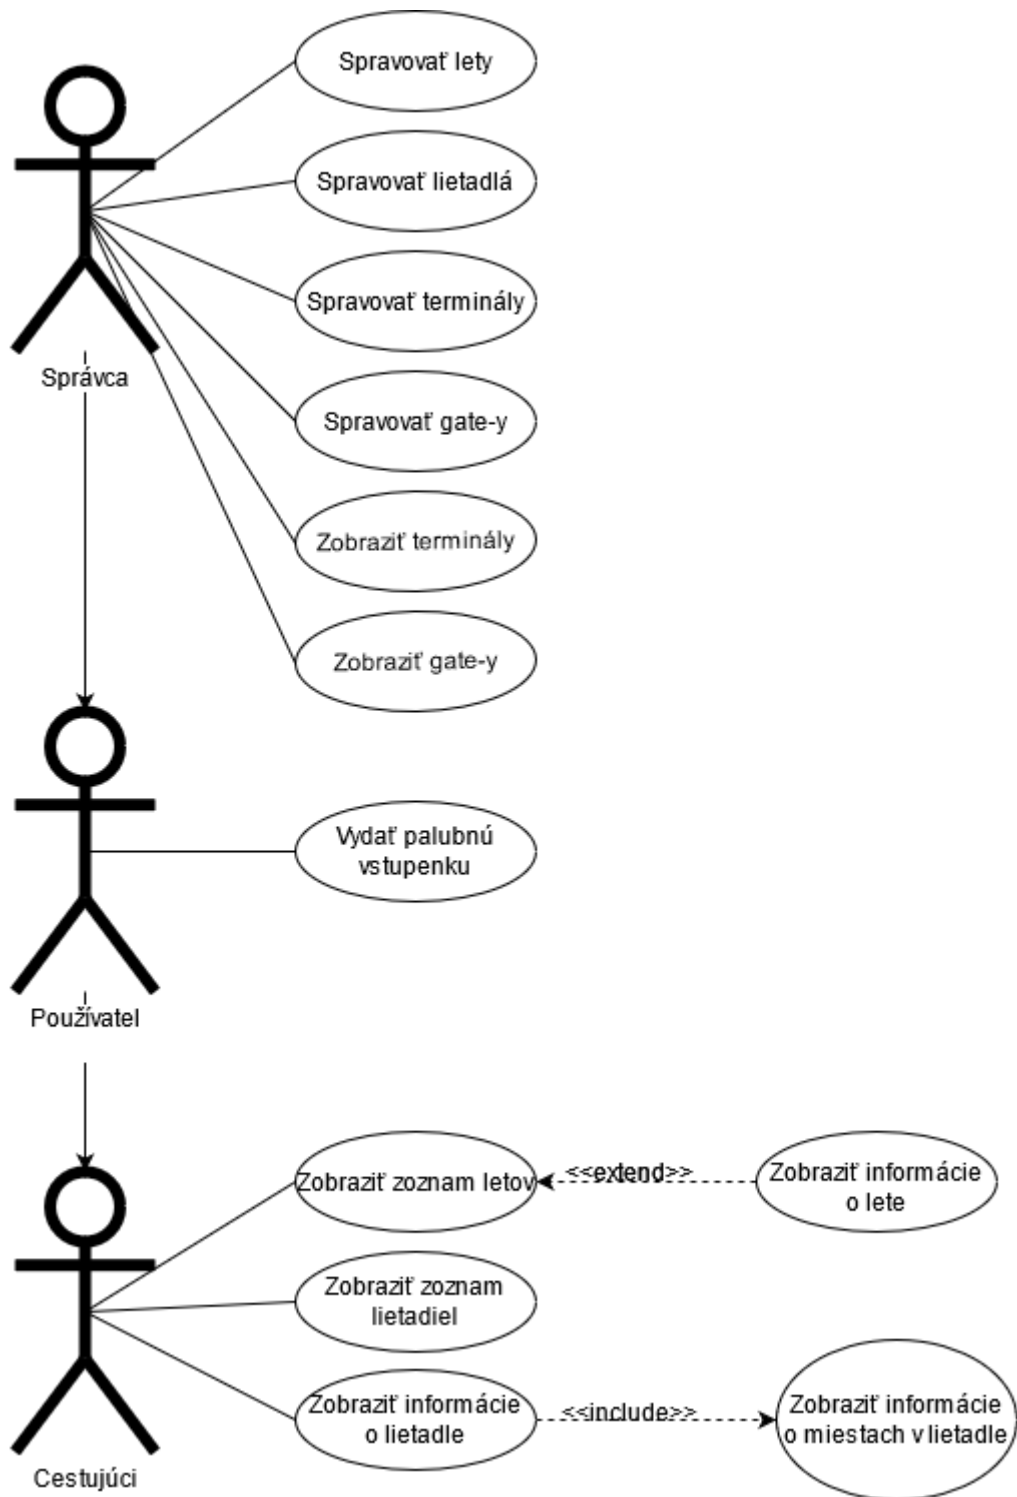 Spravovať lety
Spravovať lietadlá
Spravovať terminály
Správca
Spravovať gate-y
Zobraziť terminály
Zobraziť gate-y
Vydať palubnú
vstupenku
Používatel
Zobraziť zoznam letov
<<extend>>
Zobraziť informácie
o lete
Zobraziť zoznam
lietadiel
Zobraziť informácie
o lietadle
<<include>>
Zobraziť informácie
o miestach v lietadle
Cestujúci